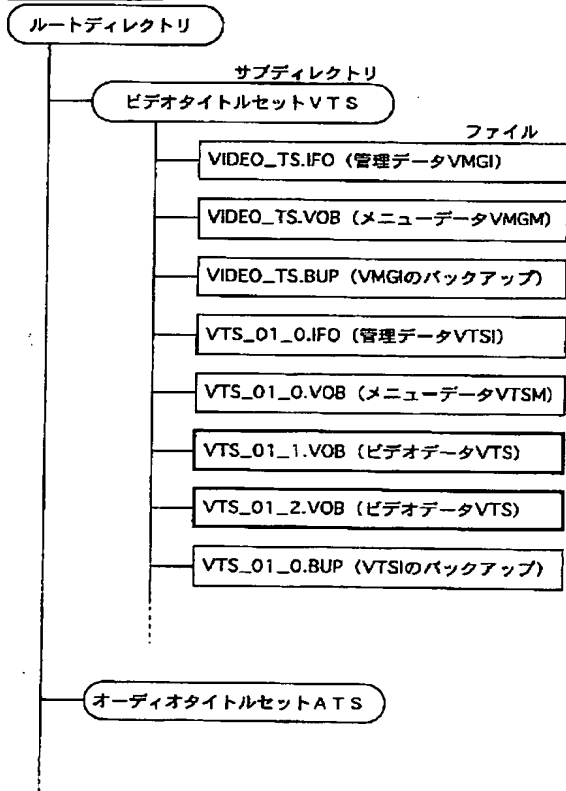 ルートディレクトリ
サブディレクトリ
ビデオタイトルセットVTS
ファイル
VIDEO_TS.IFO (管理データVMGI)
VIDEO_TS.VOB (メニューデータVMGM)
VIDEO_TS.BUP (VMGIのバックアップ)
VTS_01_0.IFO (管理データVTSI)
VTS_01_0.VOB (メニューデータVTSM)
VTS_01_1.VOB (ビデオデータVTS)
VTS_01_2.VOB (ビデオデータVTS)
VTS_01_0.BUP (VTSIのバックアップ)
オーディオタイトルセットATS